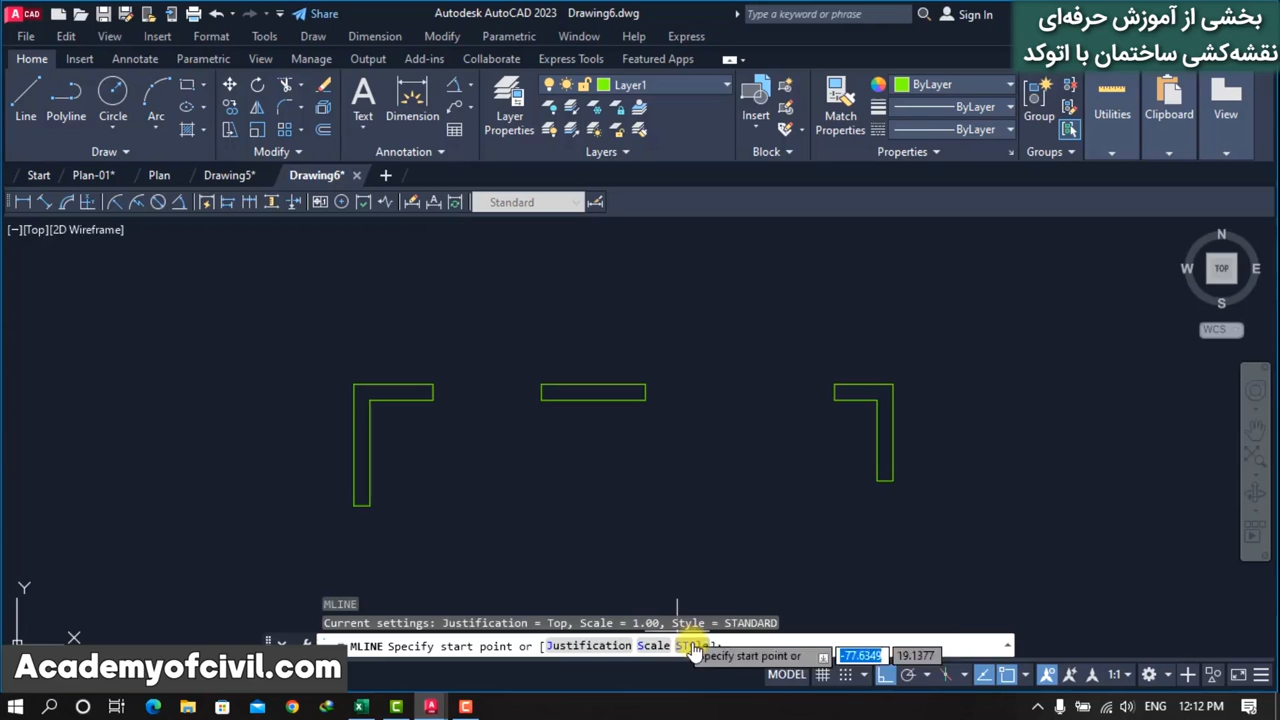 Share
Autodesk AutoCAD 2023 Drawing6.dwg
Type a keyword or phrase
Sign In
بخشی از آموزش حرفه‌ای
نقشه‌کشی ساختمان با اتوکد
File Edit View Insert Format Tools Draw Dimension Modify Parametric Window Help Express
Home Insert Annotate Parametric View Manage Output Add-ins Collaborate Express Tools Featured Apps
Line Polyline Circle Arc
Text Dimension
Layer
Properties
Layer1
Insert
Match
Properties
ByLayer
ByLayer
ByLayer
Group
Utilities
Clipboard
View
Draw Modify Annotation Layers Block Properties Groups
Start Plan-01* Plan Drawing5* Drawing6*
Standard
[−][Top][2D Wireframe]
N
W TOP E
S
WCS
Y
X
MLINE
Current settings: Justification = Top, Scale = 1.00, Style = STANDARD
MLINE Specify start point or [Justification Scale
Specify start point or
-77.6349 19.1377
MODEL
1:1
Academyofcivil.com
ENG 12:12 PM